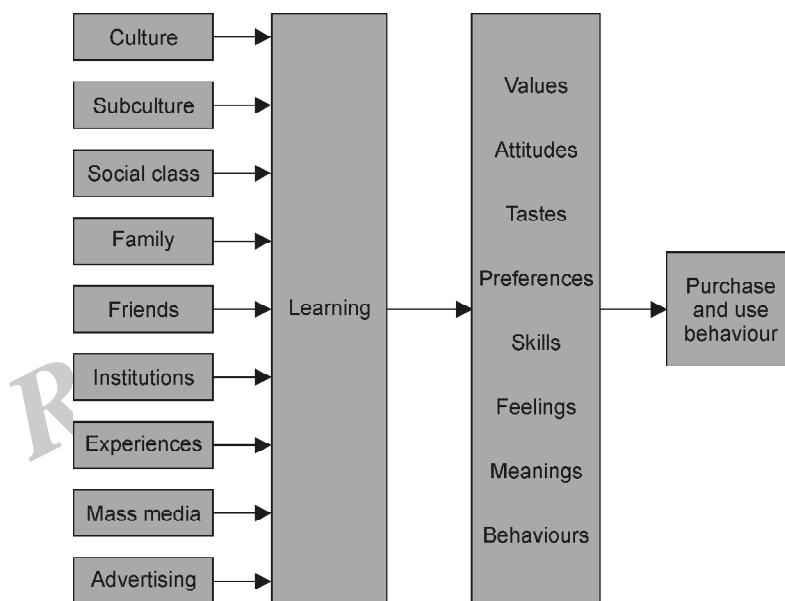 Culture
Subculture
Social class
Family
Friends
Institutions
Experiences
Mass media
Advertising
Learning
Values
Attitudes
Tastes
Preferences
Skills
Feelings
Meanings
Behaviours
Purchase
and use
behaviour
R